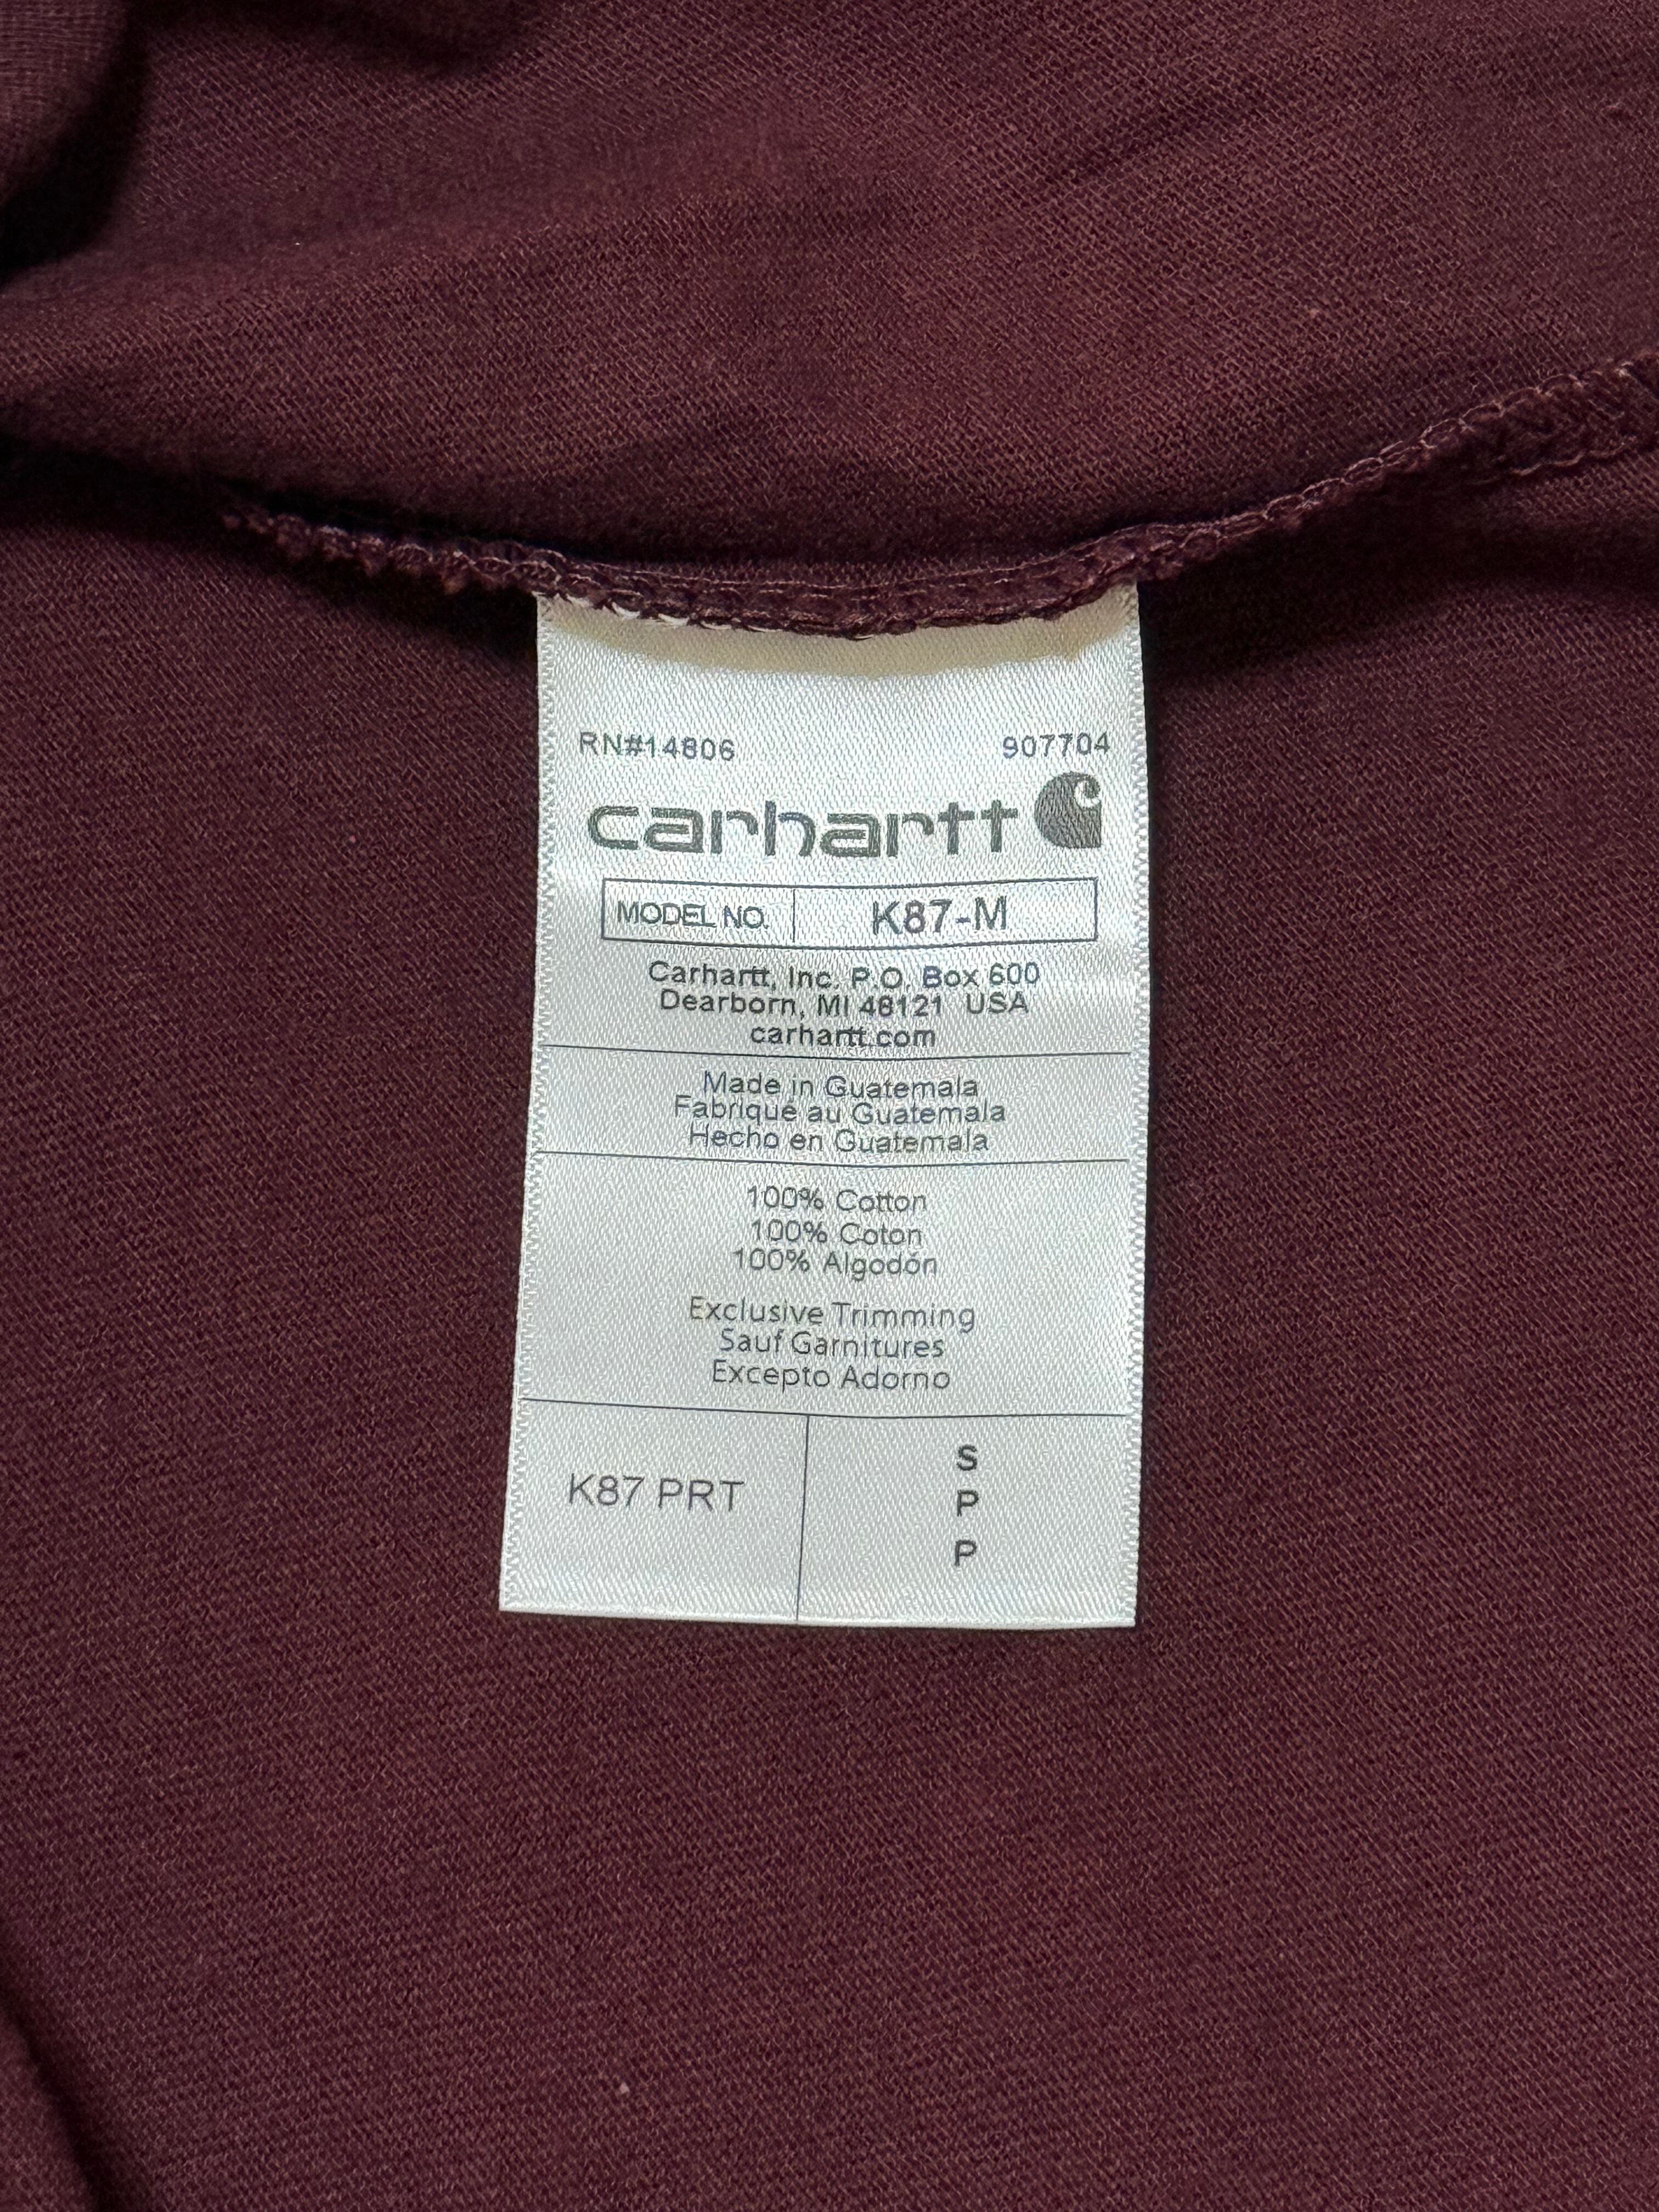 RN#14806 907704
carhartt
MODEL NO. K87-M
Carhartt, Inc. P.O. Box 600
Dearborn, MI 48121 USA
carhartt.com
Made in Guatemala
Fabriqué au Guatemala
Hecho en Guatemala
100% Cotton
100% Coton
100% Algodón
Exclusive Trimming
Sauf Garnitures
Excepto Adorno
K87 PRT
S
P
P